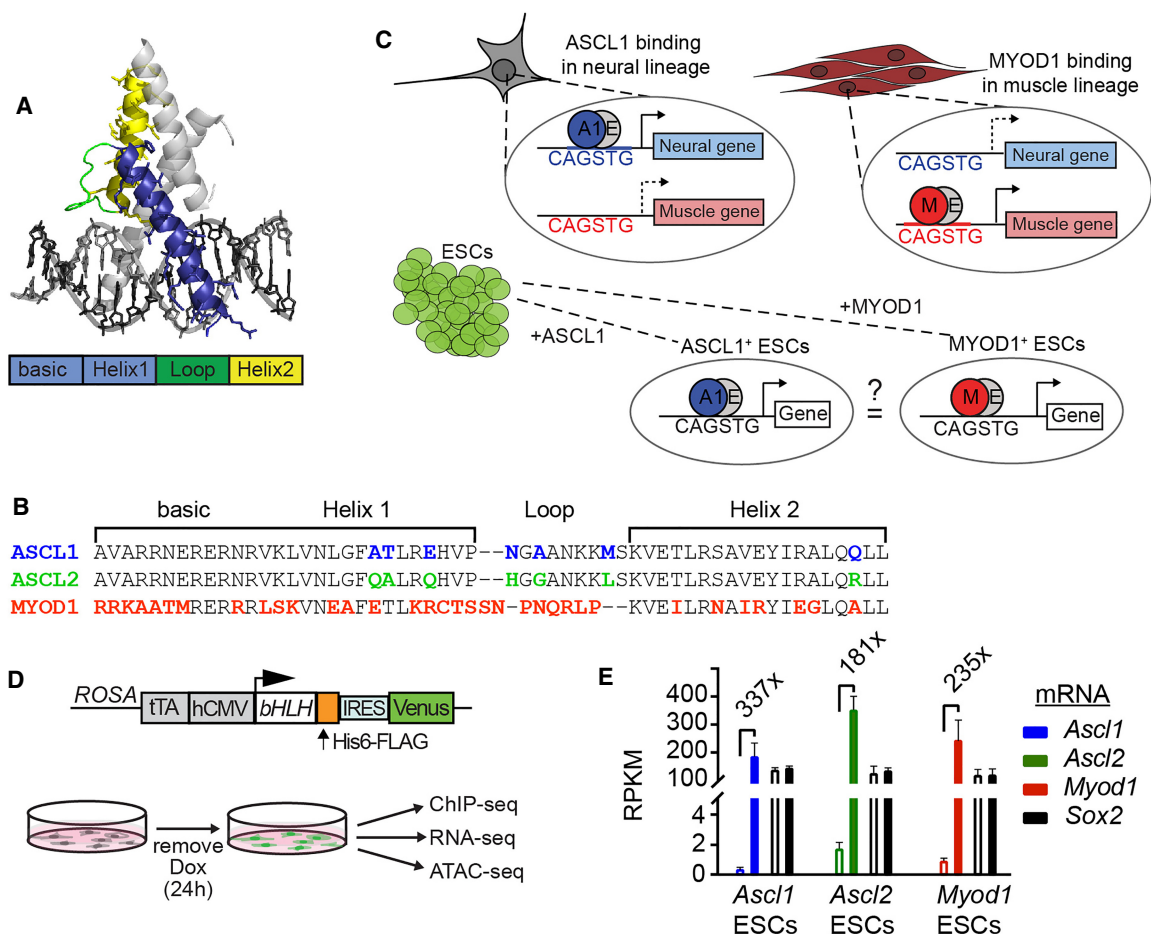 A
basic Helix1 Loop Helix2
C
ASCL1 binding
in neural lineage
MYOD1 binding
in muscle lineage
A1 E
CAGSTG
Neural gene
CAGSTG
Muscle gene
CAGSTG
Neural gene
M E
CAGSTG
Muscle gene
ESCs
+ASCL1
+MYOD1
ASCL1⁺ ESCs
MYOD1⁺ ESCs
A1 E
CAGSTG
Gene
?
=
M E
CAGSTG
Gene
B
basic Helix 1 Loop Helix 2
ASCL1 AVARRNERERNRVKLVNLGFATLREHVP--NGAANKKMSKVETLRSAVEYIRALQQLL
ASCL2 AVARRNERERNRVKLVNLGFQALRQHVP--HGGANKKLSKVETLRSAVEYIRALQRLL
MYOD1 RRKAATMRERRRLSKVNEAFETLKRCTSSN-PNQRLP--KVEILRNAIRYIEGLQALL
D
ROSA tTA hCMV bHLH IRES Venus
His6-FLAG
remove
Dox
(24h)
ChIP-seq
RNA-seq
ATAC-seq
E
337x 181x 235x
RPKM
400
300
200
100
4
2
0
Ascl1
ESCs
Ascl2
ESCs
Myod1
ESCs
mRNA
Ascl1
Ascl2
Myod1
Sox2